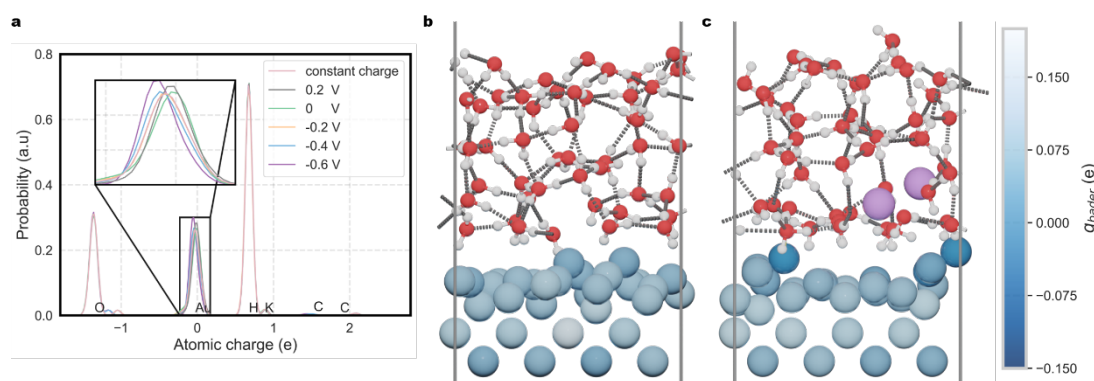 a
b
c
0.8
0.6
0.4
0.2
0.0
Probability (a.u)
constant charge
0.2 V
0 V
-0.2 V
-0.4 V
-0.6 V
O
Au
H
K
C
C
−1
0
1
2
Atomic charge (e)
0.150
0.075
0.000
−0.075
−0.150
q_bader (e)